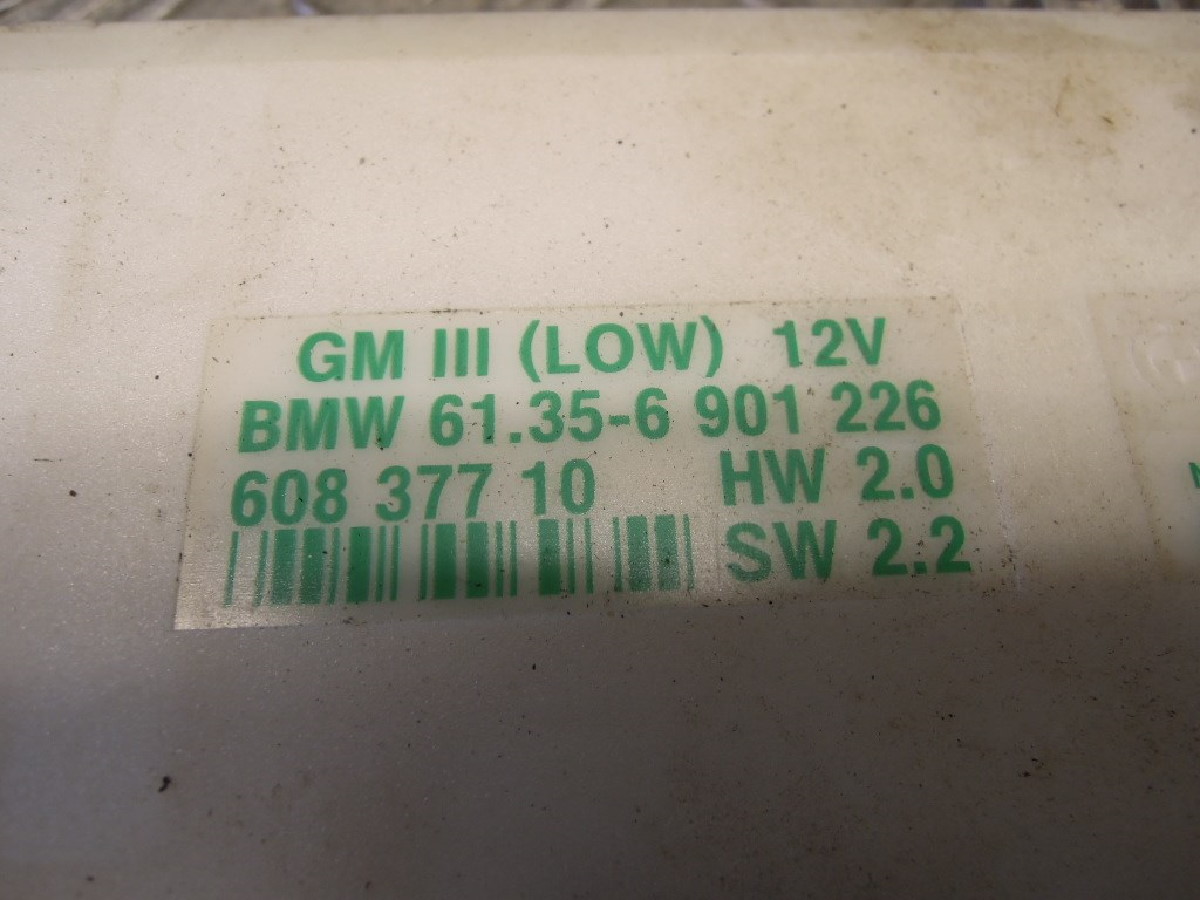 GM III (LOW) 12V
BMW 61.35-6 901 226
608 377 10 HW 2.0
SW 2.2